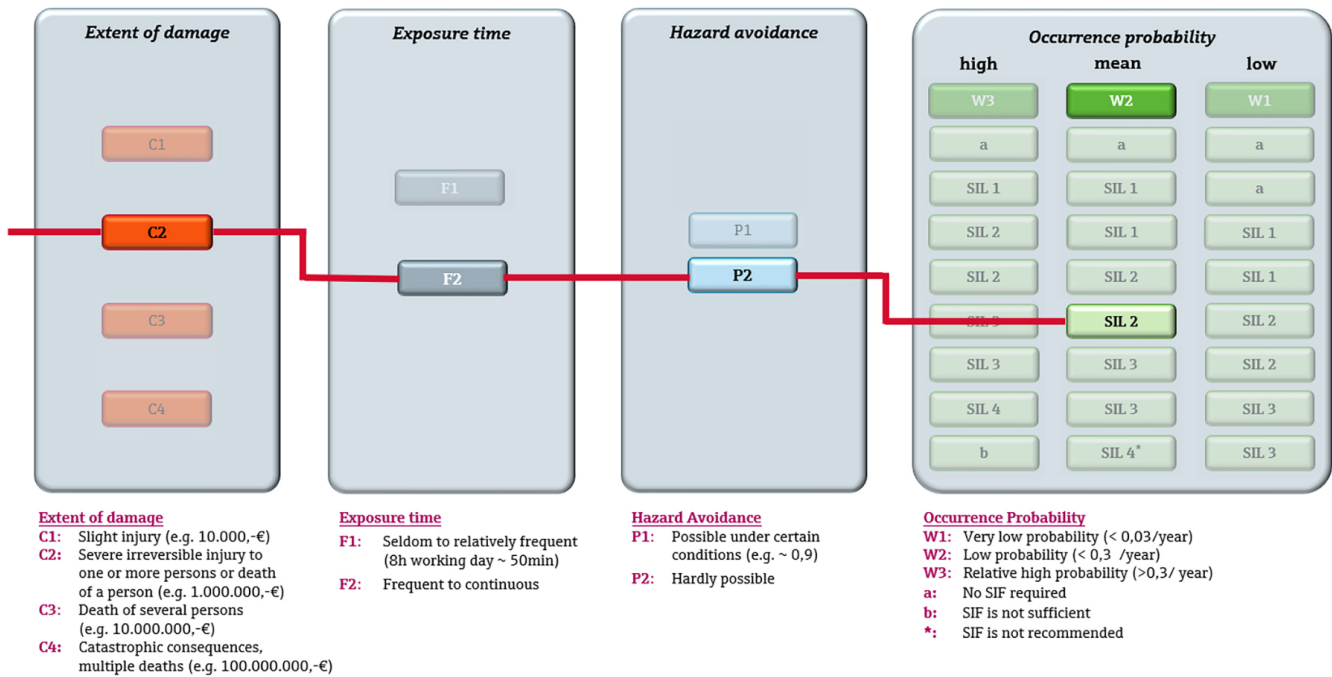 Extent of damage
C1
C2
C3
C4
Exposure time
F1
F2
Hazard avoidance
P1
P2
Occurrence probability
high mean low
W3 W2 W1
a a a
SIL 1 SIL 1 a
SIL 2 SIL 1 SIL 1
SIL 2 SIL 2 SIL 1
SIL 3 SIL 2 SIL 2
SIL 3 SIL 3 SIL 2
SIL 4 SIL 3 SIL 3
b SIL 4* SIL 3
Extent of damage
C1: Slight injury (e.g. 10.000,-€)
C2: Severe irreversible injury to
one or more persons or death
of a person (e.g. 1.000.000,-€)
C3: Death of several persons
(e.g. 10.000.000,-€)
C4: Catastrophic consequences,
multiple deaths (e.g. 100.000.000,-€)
Exposure time
F1: Seldom to relatively frequent
(8h working day ~ 50min)
F2: Frequent to continuous
Hazard Avoidance
P1: Possible under certain
conditions (e.g. ~ 0,9)
P2: Hardly possible
Occurrence Probability
W1: Very low probability (< 0,03/year)
W2: Low probability (< 0,3 /year)
W3: Relative high probability (>0,3/ year)
a: No SIF required
b: SIF is not sufficient
*: SIF is not recommended